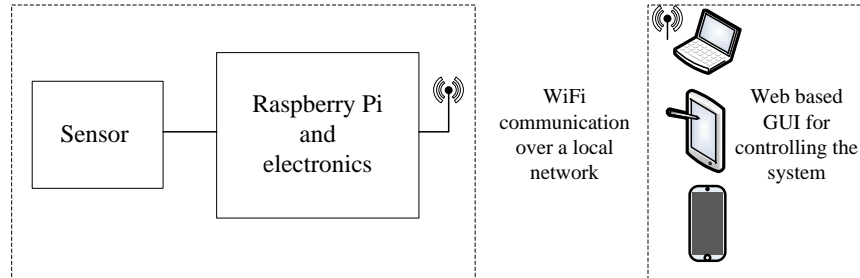 Sensor
Raspberry Pi
and
electronics
WiFi
communication
over a local
network
Web based
GUI for
controlling the
system